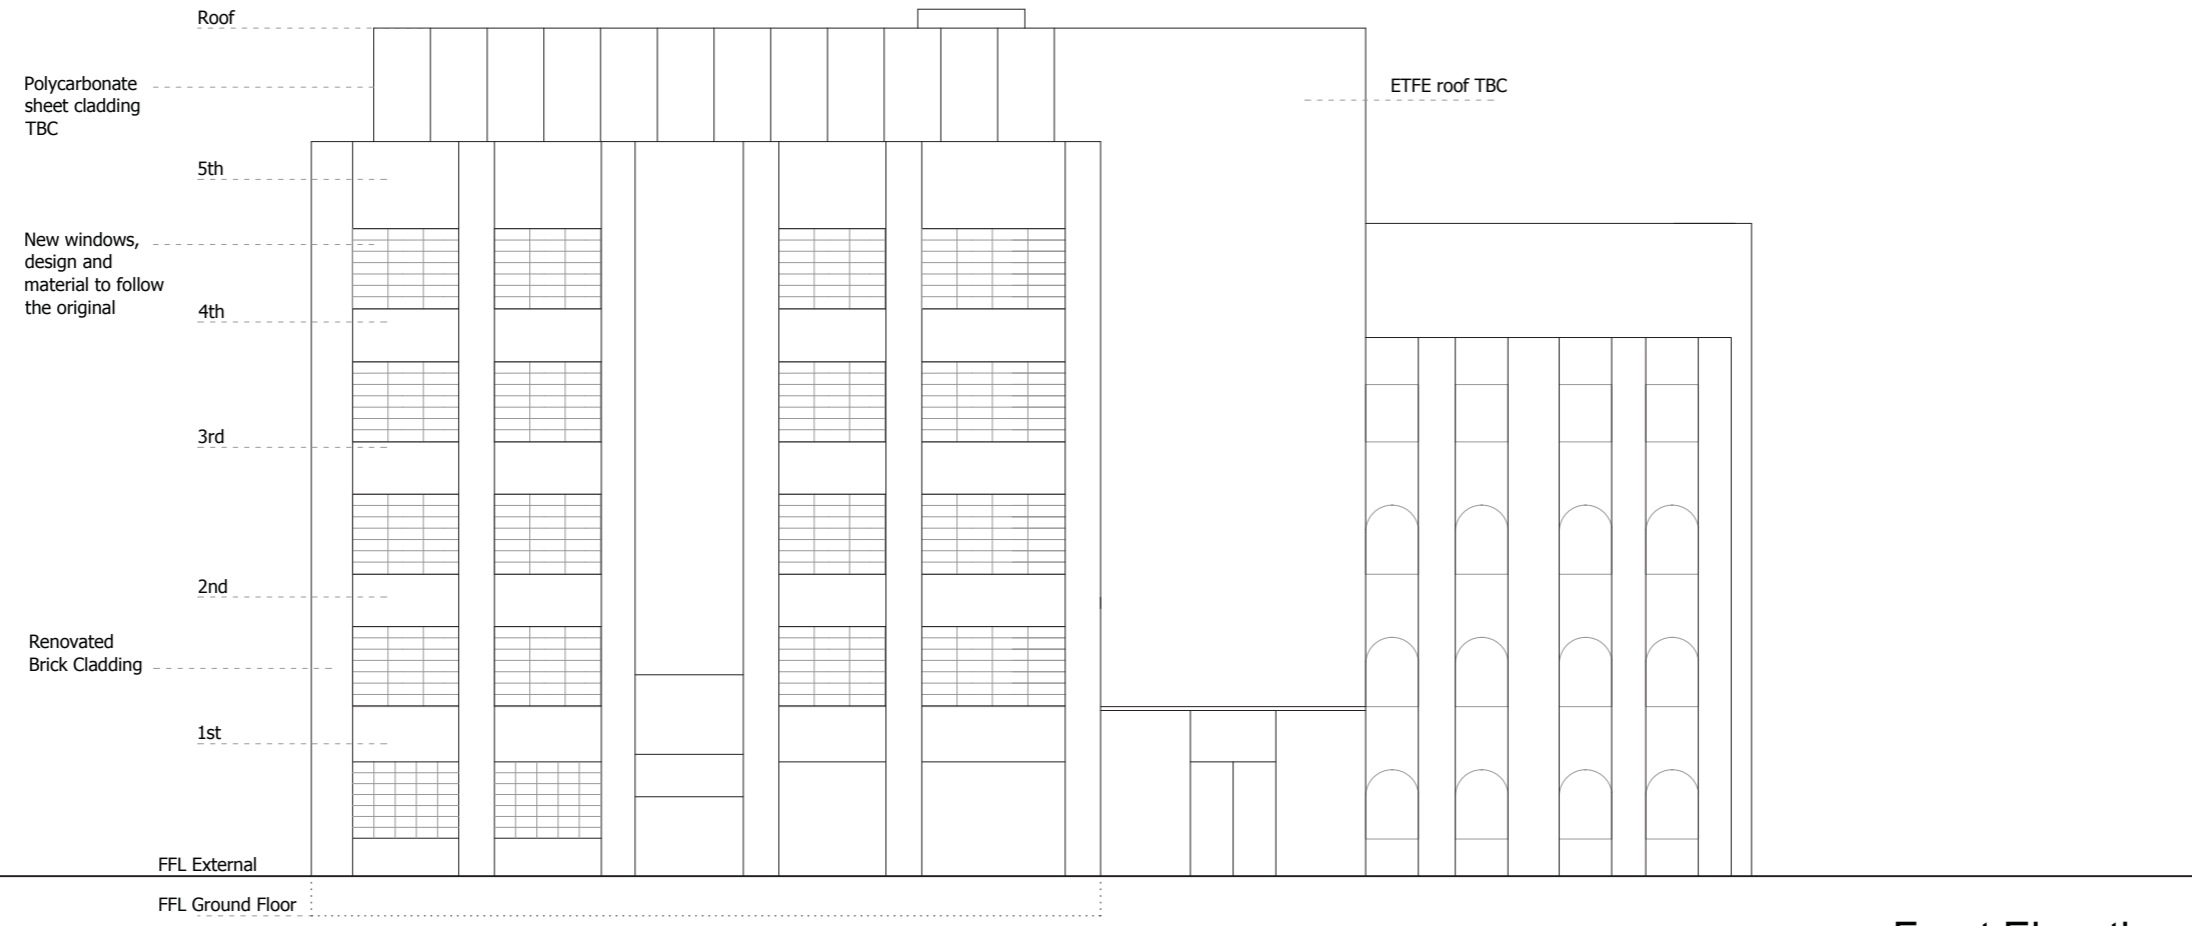 Roof
Polycarbonate
sheet cladding
TBC
ETFE roof TBC
5th
New windows,
design and
material to follow
the original
4th
3rd
2nd
Renovated
Brick Cladding
1st
FFL External
FFL Ground Floor